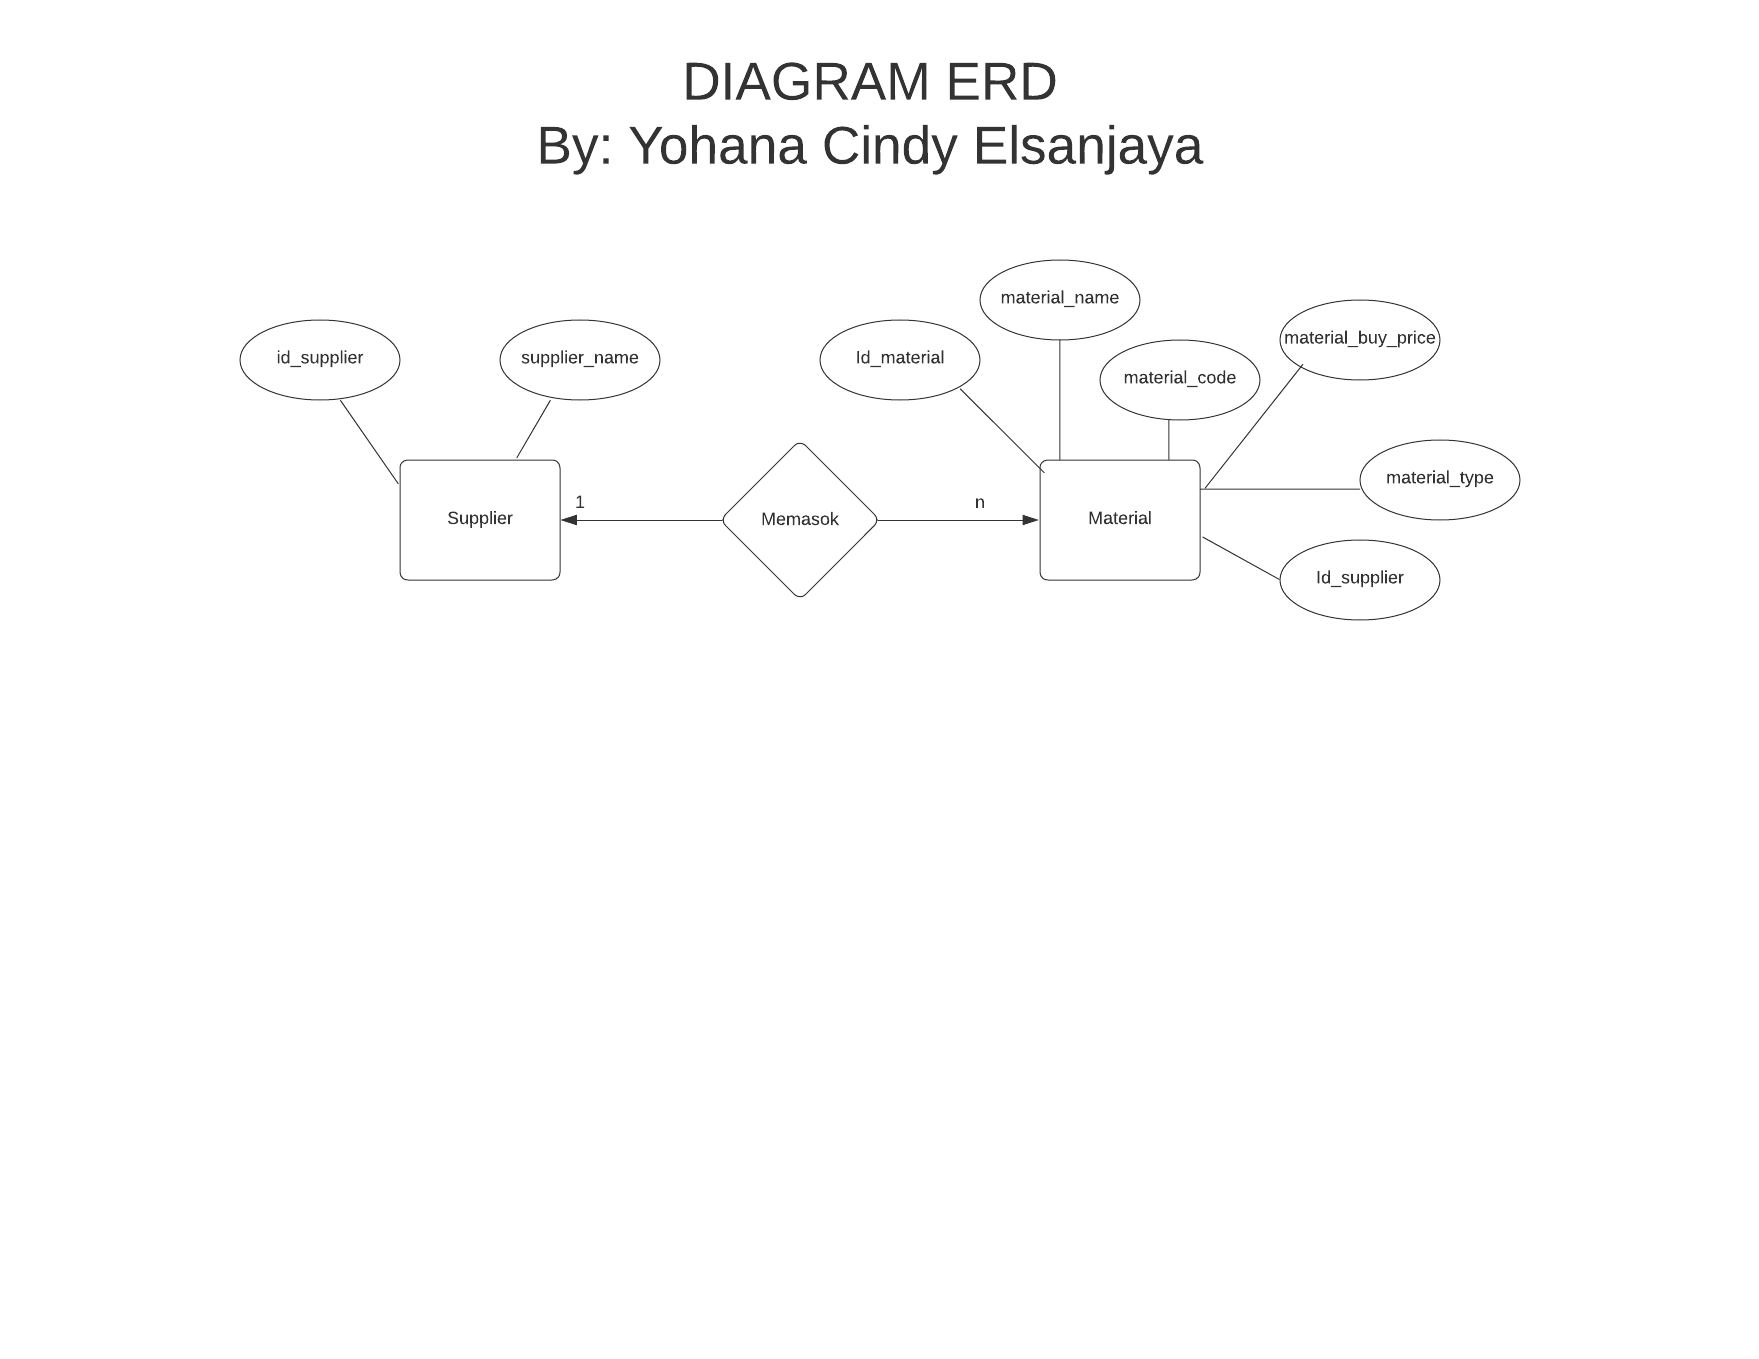 DIAGRAM ERD
By: Yohana Cindy Elsanjaya
material_name
material_buy_price
id_supplier
supplier_name
Id_material
material_code
material_type
1
n
Supplier
Memasok
Material
Id_supplier